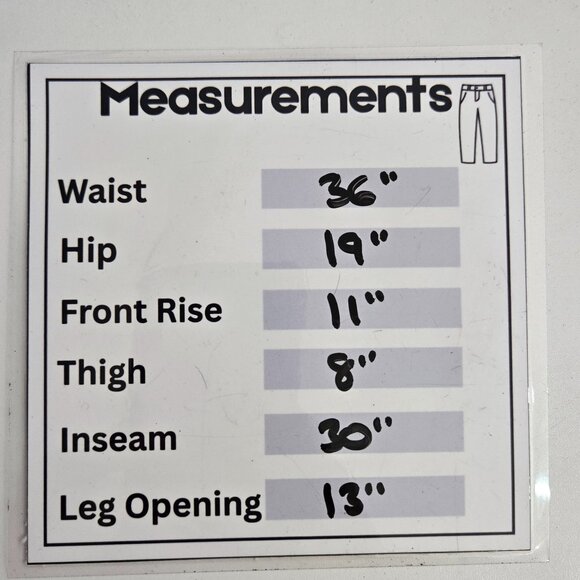 Measurements
Waist 36"
Hip 19"
Front Rise 11"
Thigh 8"
Inseam 30"
Leg Opening 13"